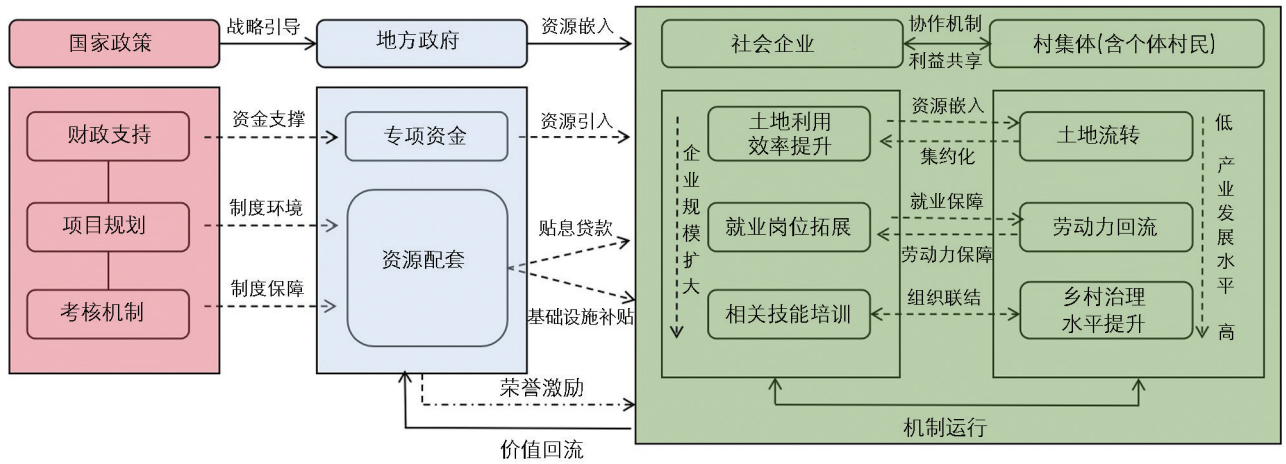 国家政策
战略引导
地方政府
资源嵌入
社会企业
协作机制
利益共享
村集体(含个体村民)
财政支持
项目规划
考核机制
资金支撑
制度环境
制度保障
专项资金
资源配套
资源引入
贴息贷款
基础设施补贴
企业规模扩大
土地利用
效率提升
就业岗位拓展
相关技能培训
资源嵌入
集约化
就业保障
劳动力保障
组织联结
土地流转
劳动力回流
乡村治理
水平提升
低
产业发展水平
高
荣誉激励
价值回流
机制运行